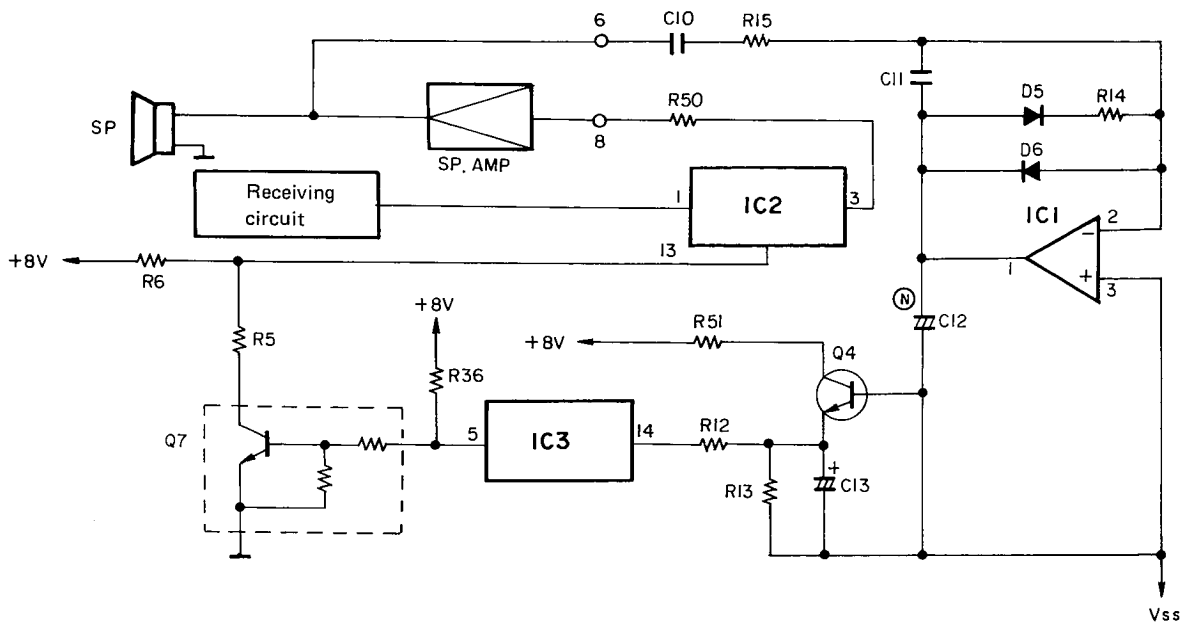 6
C10
R15
C11
D5
R14
D6
SP
SP. AMP
8
R50
Receiving
circuit
1
IC2
3
13
IC1
2
−
+
3
1
+8V
R6
R5
+8V
R36
+8V
R51
Q4
N
C12
Q7
5
IC3
14
R12
R13
+
C13
Vss